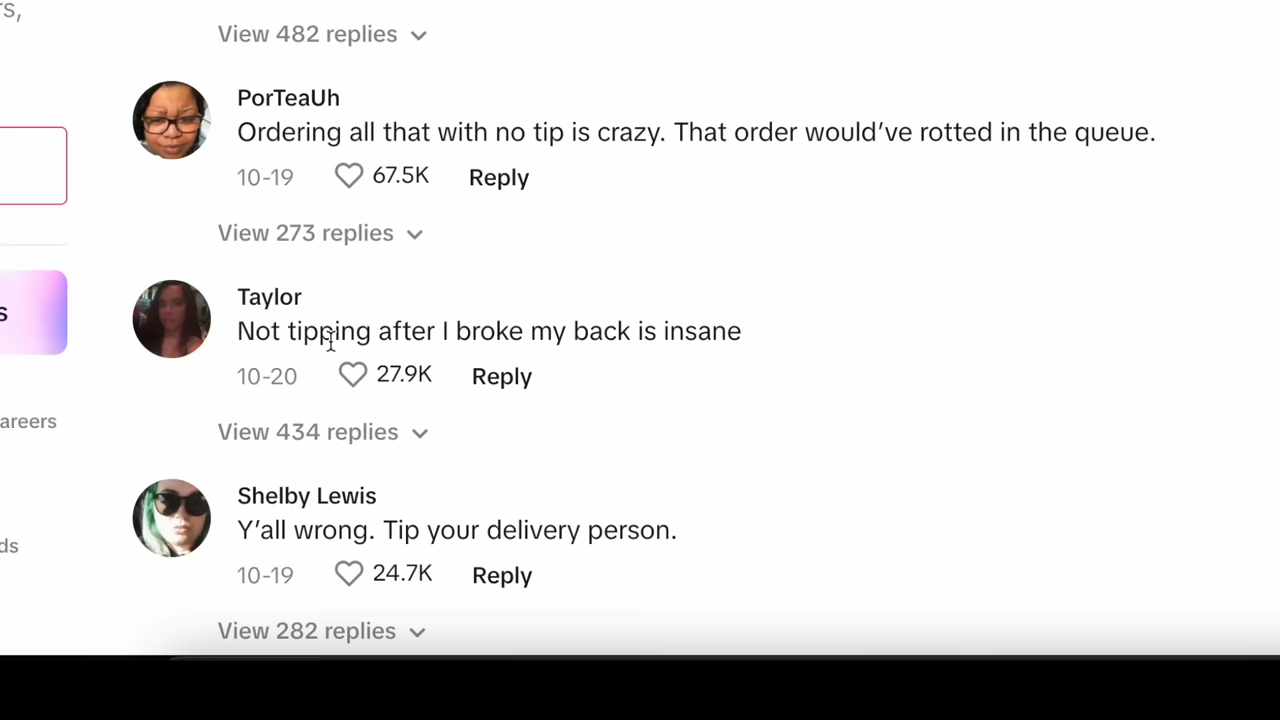 rs,
View 482 replies
PorTeaUh
Ordering all that with no tip is crazy. That order would’ve rotted in the queue.
10-19 67.5K Reply
View 273 replies
Taylor
Not tipping after I broke my back is insane
10-20 27.9K Reply
s
areers
View 434 replies
Shelby Lewis
Y’all wrong. Tip your delivery person.
ds
10-19 24.7K Reply
View 282 replies